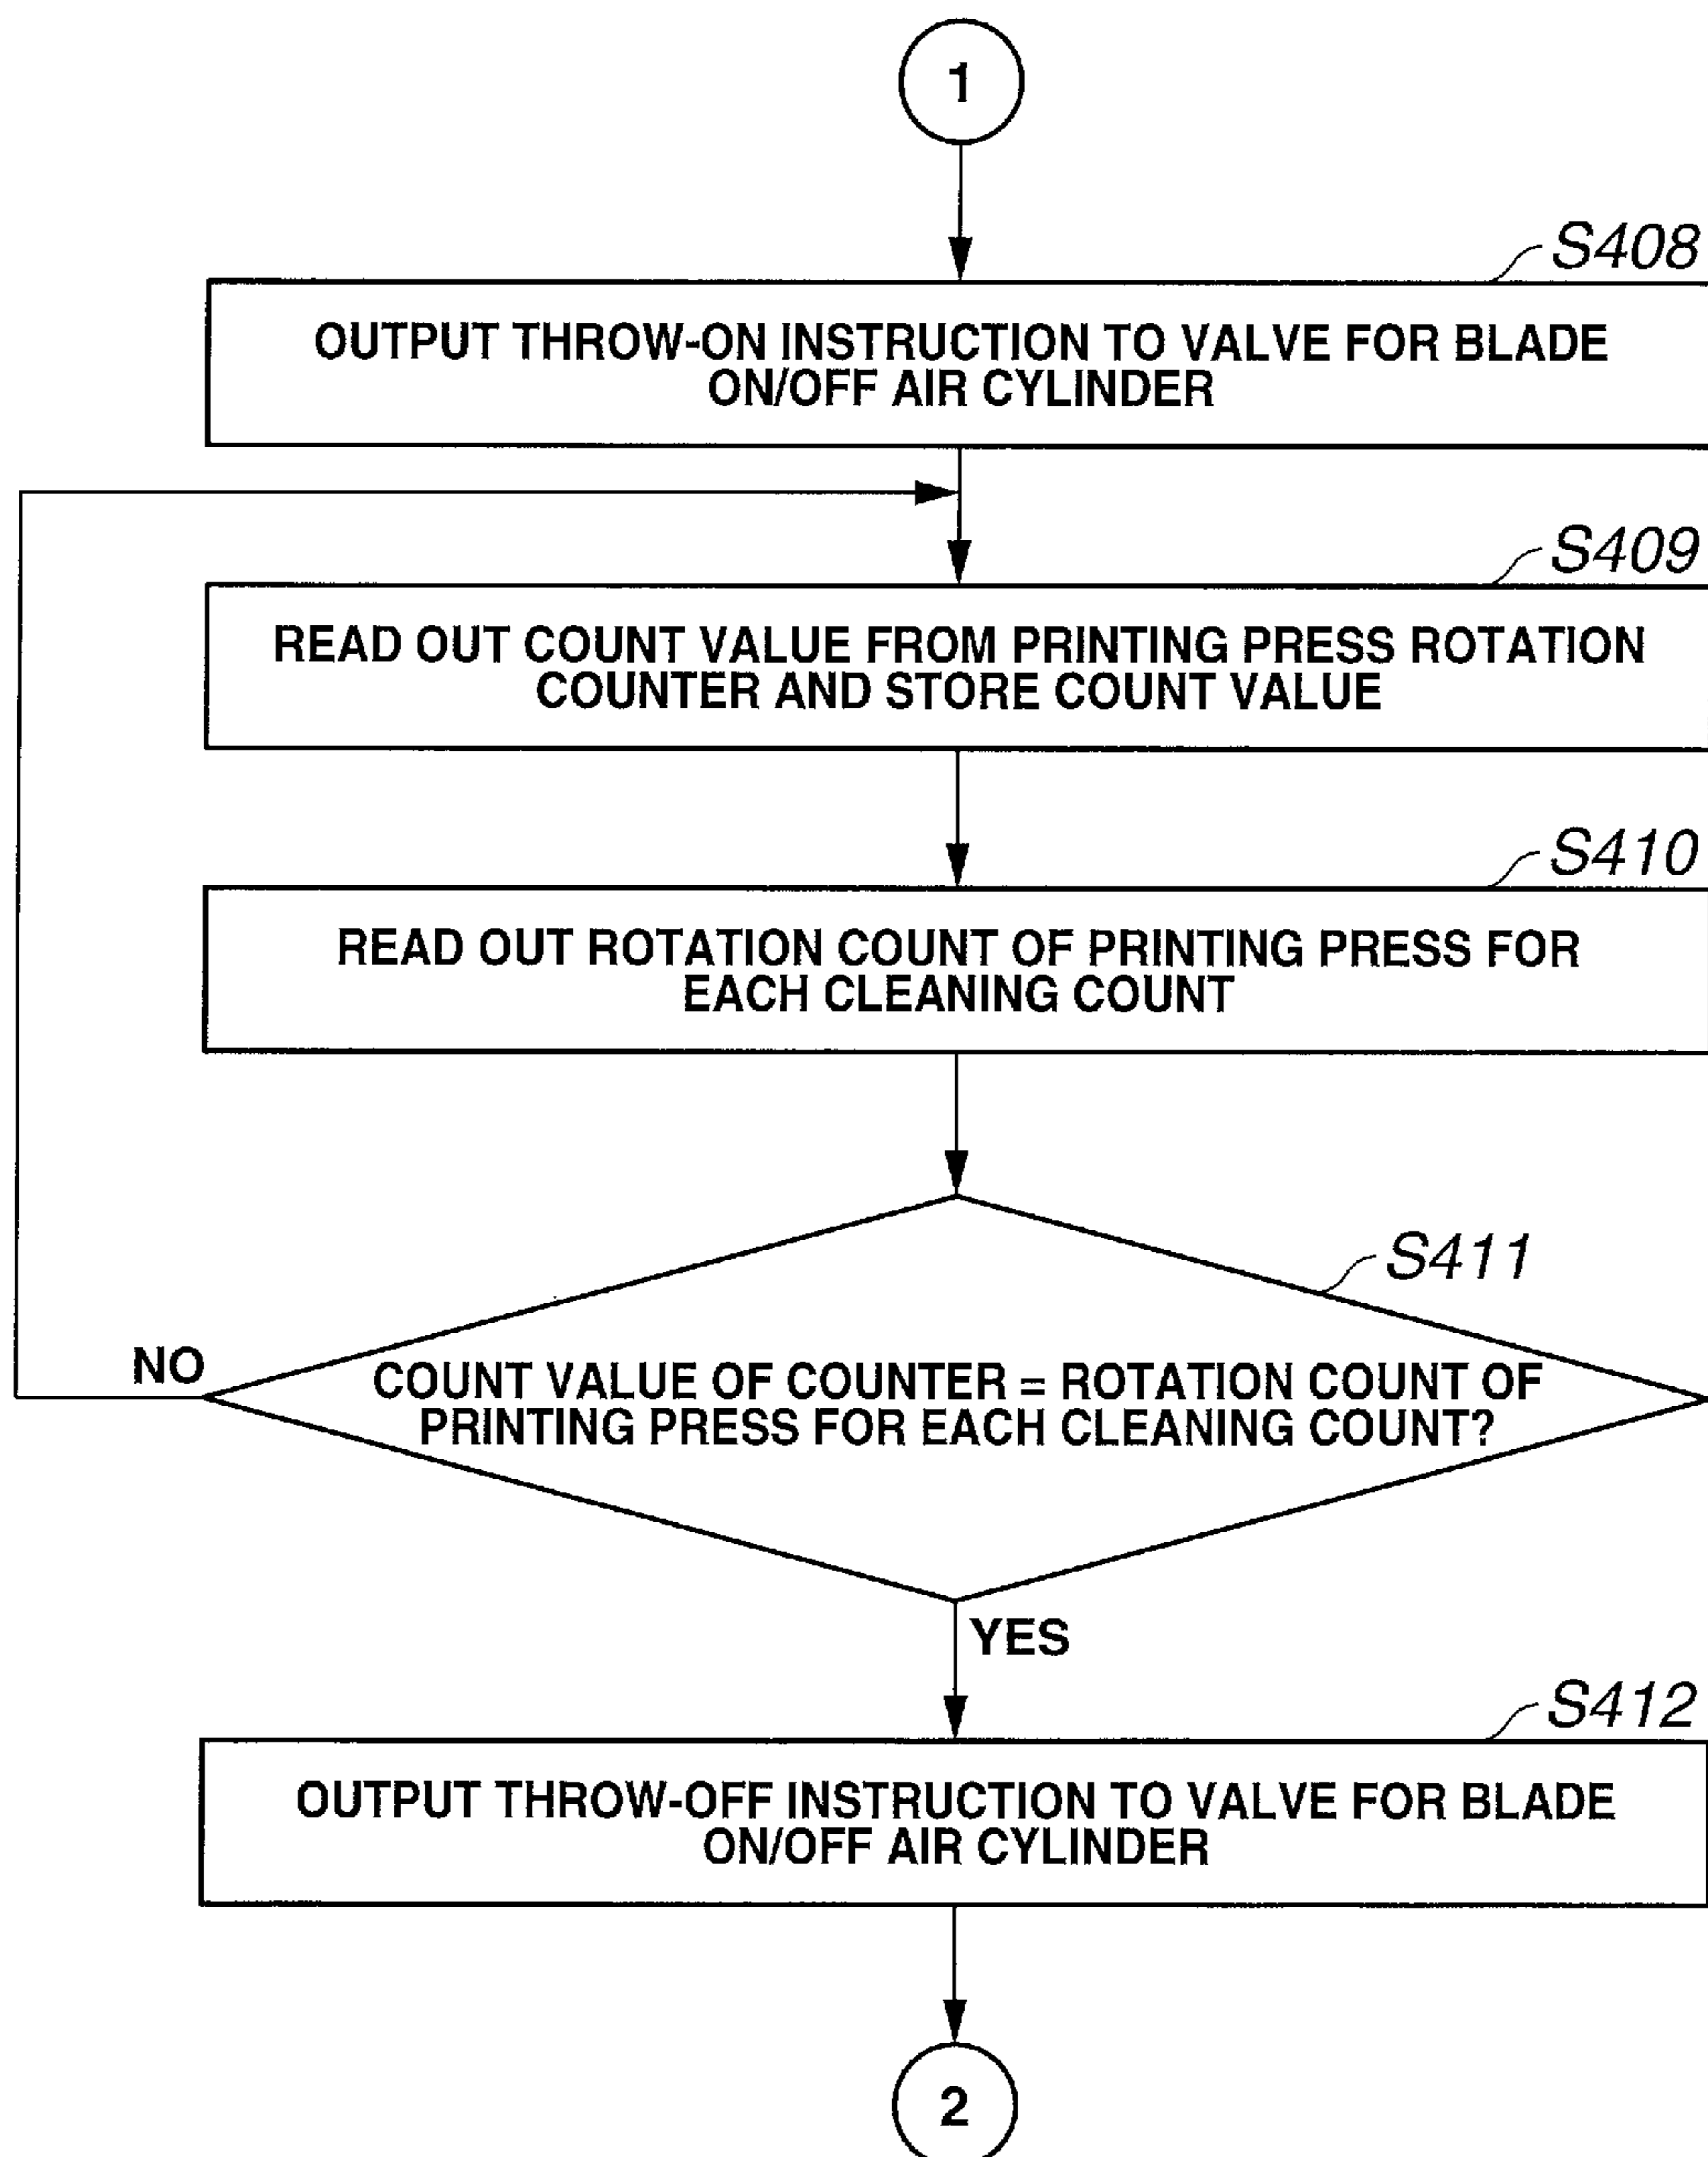 1
S408
OUTPUT THROW-ON INSTRUCTION TO VALVE FOR BLADE
ON/OFF AIR CYLINDER
S409
READ OUT COUNT VALUE FROM PRINTING PRESS ROTATION
COUNTER AND STORE COUNT VALUE
S410
READ OUT ROTATION COUNT OF PRINTING PRESS FOR
EACH CLEANING COUNT
S411
NO
COUNT VALUE OF COUNTER = ROTATION COUNT OF
PRINTING PRESS FOR EACH CLEANING COUNT?
YES
S412
OUTPUT THROW-OFF INSTRUCTION TO VALVE FOR BLADE
ON/OFF AIR CYLINDER
2